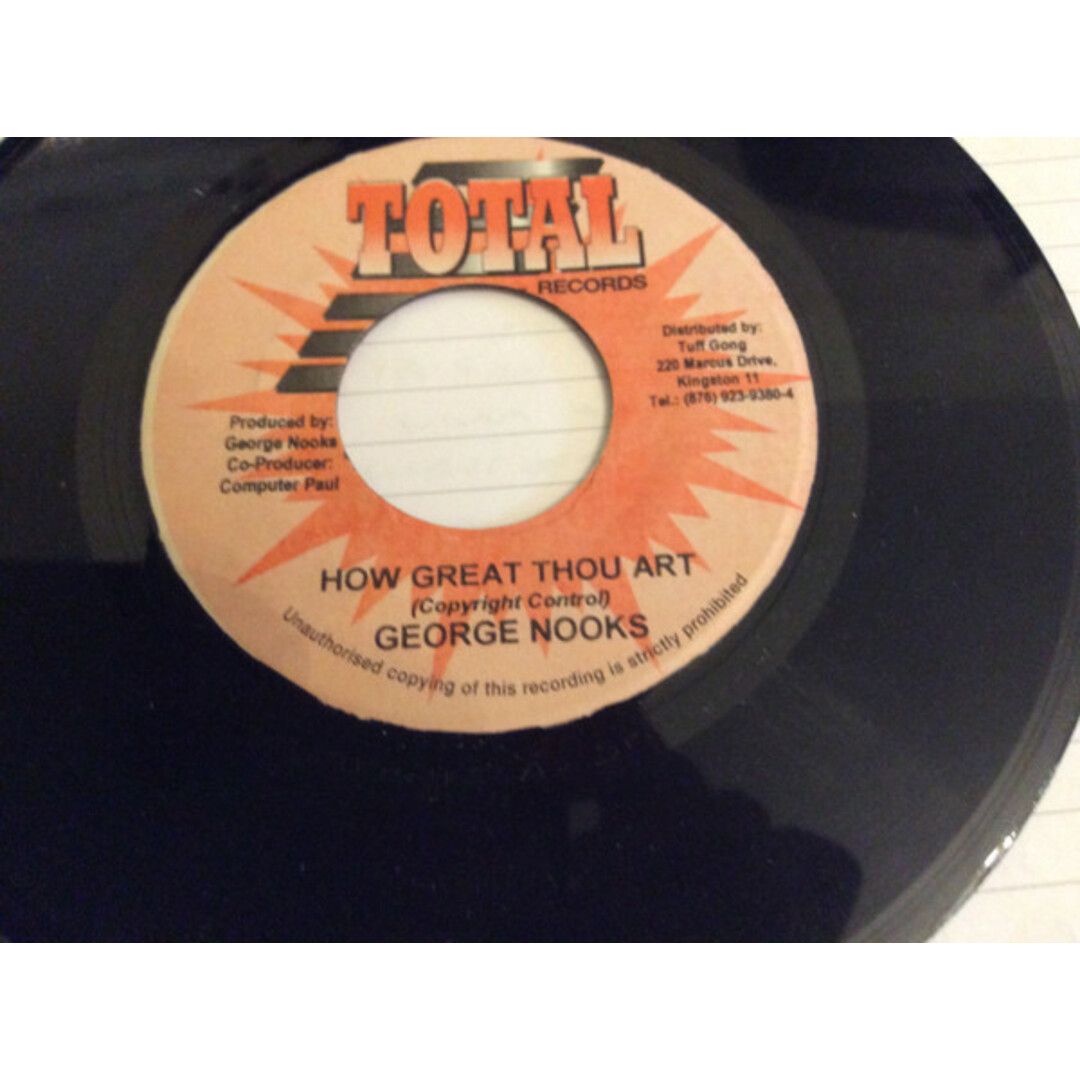 TOTAL
RECORDS
Distributed by:
Tuff Gong
220 Marcus Drive,
Kingston 11
Tel.: (876) 923-9380-4
Produced by:
George Nooks
Co-Producer:
Computer Paul
HOW GREAT THOU ART
(Copyright Control)
GEORGE NOOKS
Unauthorised copying of this recording is strictly prohibited